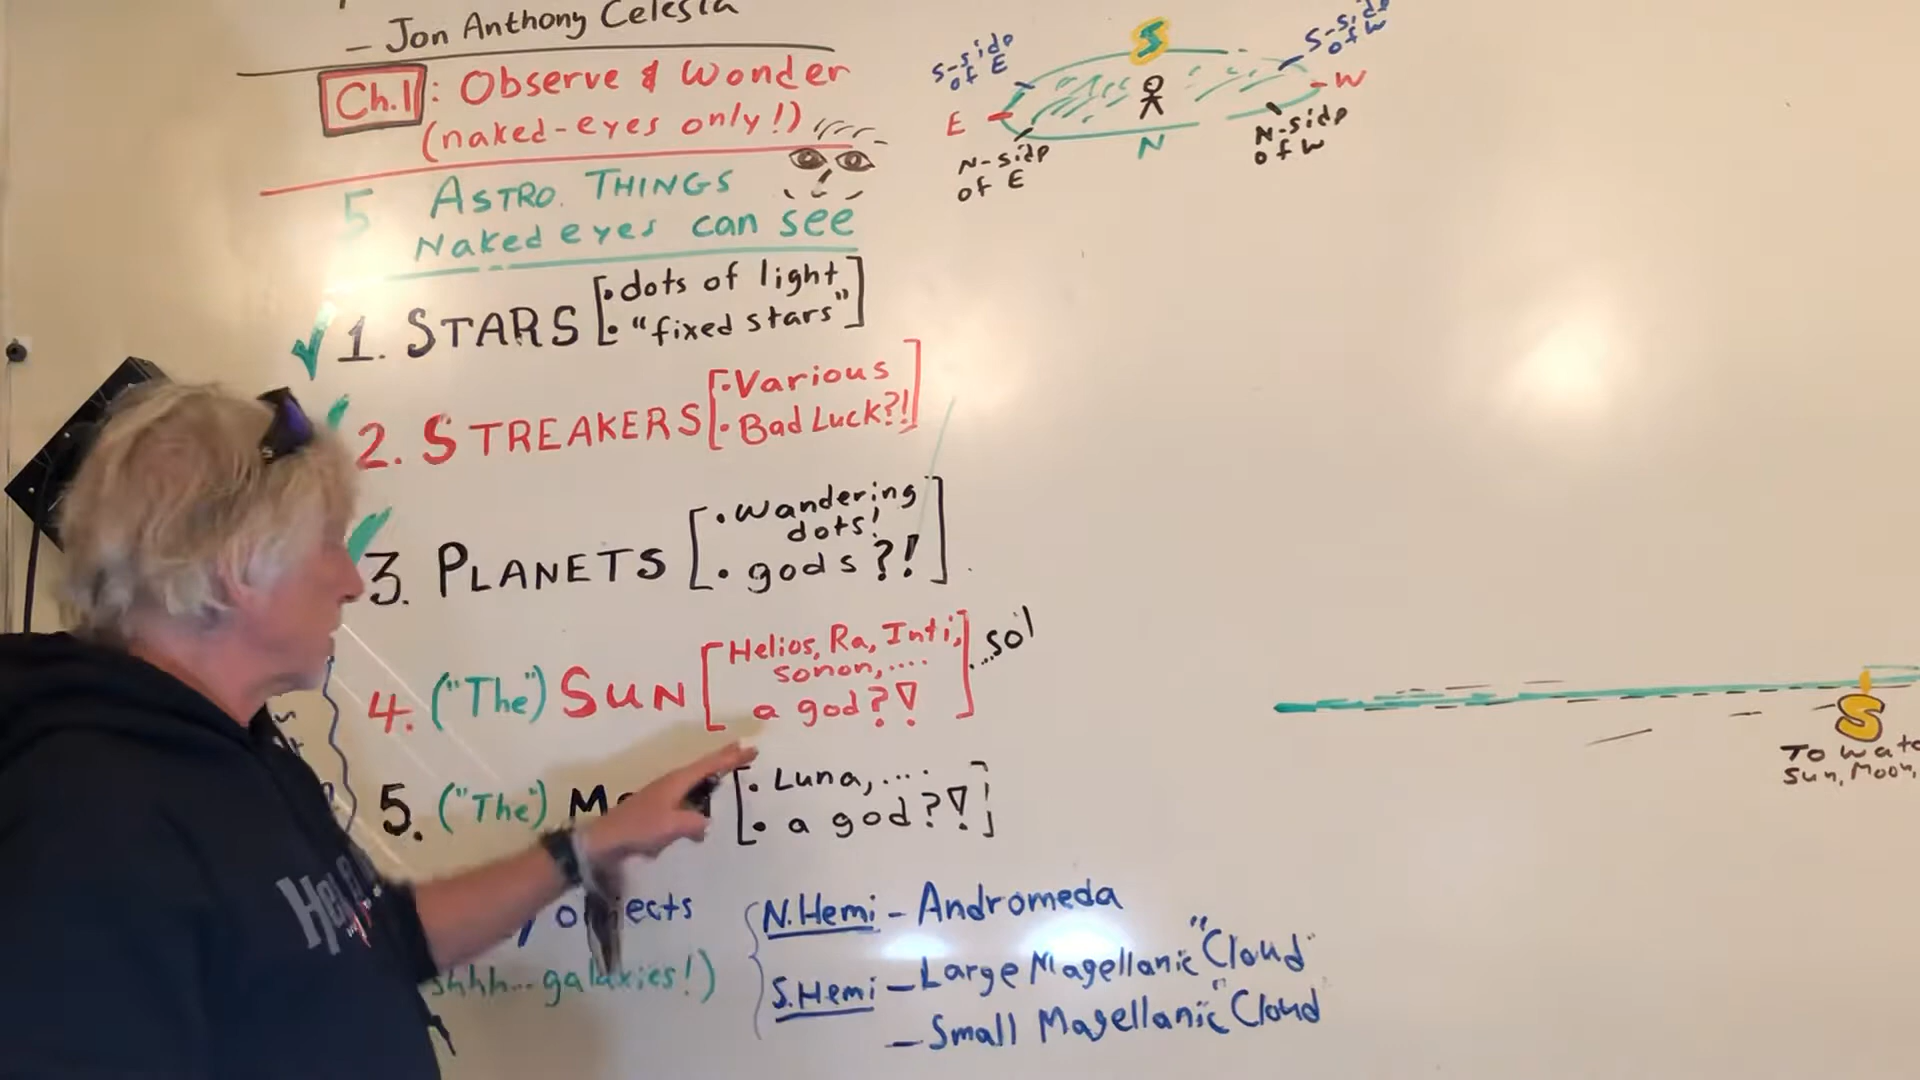 – Jon Anthony Celesta
Ch.1: Observe & Wonder
(naked-eyes only!)
5 ASTRO. THINGS
Naked eyes can see
1. STARS [• dots of light
• "fixed stars"]
2. STREAKERS [• Various
• Bad Luck?!]
3. PLANETS [• Wandering
dots!
• gods?!]
4. ("The") SUN [Helios, Ra, Inti,
sonon, ....
a god?!] ...sol
5. ("The") [• Luna, ....
• a god?!]
objects
shhh... galaxies!)
N.Hemi – Andromeda
S.Hemi – Large Magellanic "Cloud"
– Small Magellanic "Cloud"
S-side
of E
S
S-side
of W
E
W
N-side
of E
N
N-side
of W
S
To watc
Sun, Moon,